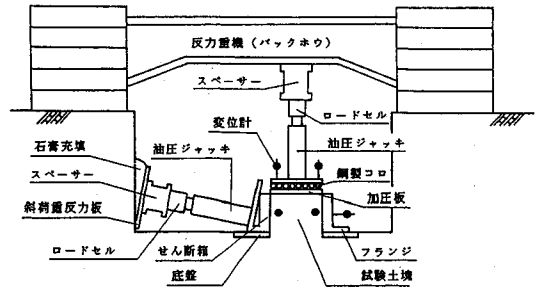 反力重機(バックホウ)
スペーサー
ロードセル
変位計
油圧ジャッキ
油圧ジャッキ
石膏充填
スペーサー
鋼製コロ
加圧板
斜荷重反力板
ロードセル
せん断箱
底盤
フランジ
試験土塊